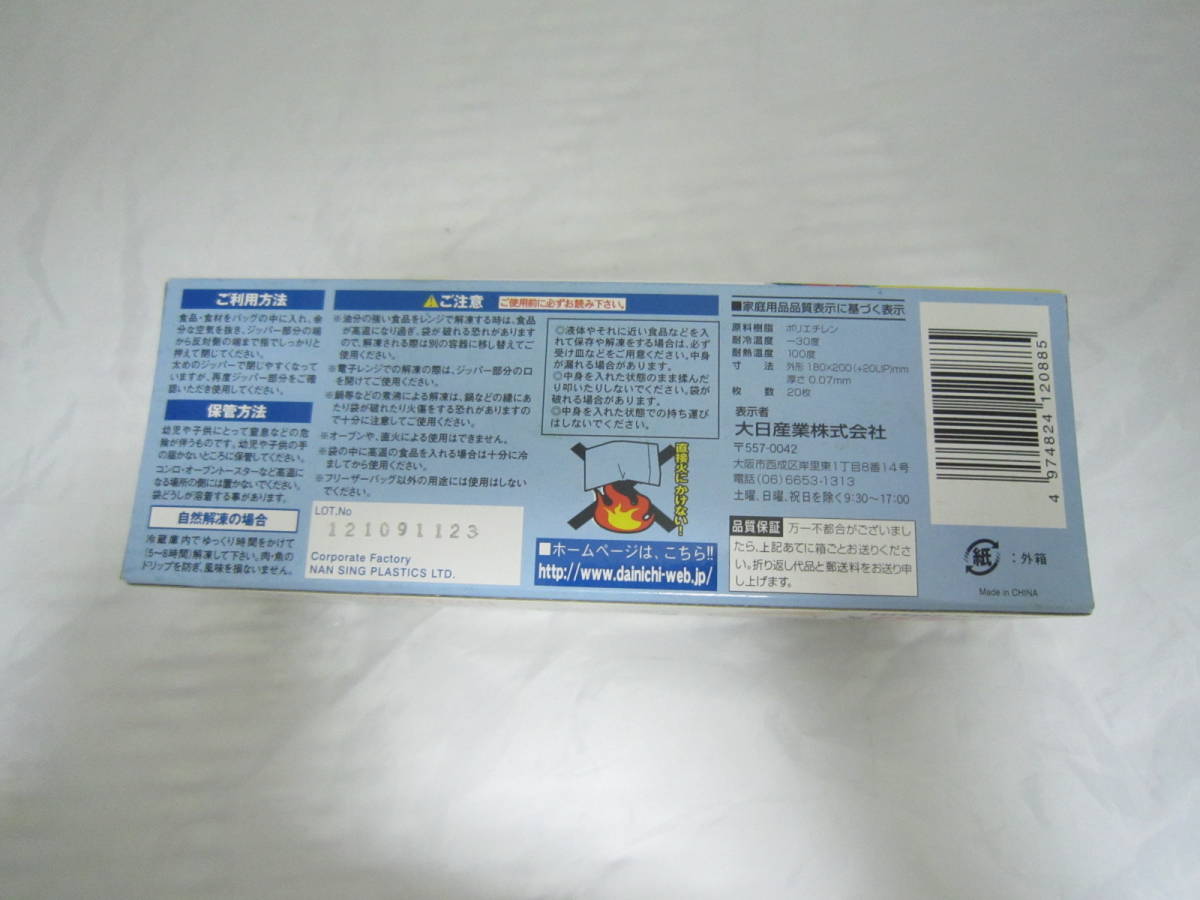 ご利用方法
食品・食材をバッグの中に入れ、余
分な空気を抜き、ジッパー部分の端
から反対側の端まで指でしっかりと
押えて閉じてください。
太めのジッパーで閉じやすくなって
いますが、再度ジッパー部分をご確
認いただき使用してください。
保管方法
幼児や子供にとって窒息などの危
険が伴うものです。幼児や子供の手
の届かないところに保管してください。
コンロ・オーブントースターなど高温に
なる場所の側には置かないでください。
袋どうしが溶着する事があります。
自然解凍の場合
冷蔵庫内でゆっくり時間をかけて
(5~8時間)解凍して下さい。肉・魚の
ドリップを防ぎ、風味を損ないません。
ご注意 ご使用前に必ずお読み下さい。
※油分の強い食品をレンジで解凍する時は、食品
が高温になり過ぎ、袋が破れる恐れがあります
ので、解凍される際は別の容器に移し替えてご
使用ください。
※電子レンジでの解凍の際は、ジッパー部分の口
を開けてご使用ください。
※鍋等などの煮沸による解凍は、鍋などの縁にあ
たり袋が破れたり火傷をする恐れがありますの
で十分に注意してご使用ください。
※オーブンや、直火による使用はできません。
※袋の中に高温の食品を入れる場合は十分に冷
ましてから使用してください。
※フリーザーバッグ以外の用途には使用はしない
でください。
LOT.No
121091123
Corporate Factory
NAN SING PLASTICS LTD.
◎液体やそれに近い食品などを入
れて保存や解凍をする場合は、必ず
受け皿などをご用意ください。中身
が漏れる場合があります。
◎中身を入れた状態のまま揉んだ
り叩いたりしないでください。袋が
破れる場合があります。
◎中身を入れた状態での持ち運び
はしないでください。
直接火にかけない!
■ホームページは、こちら!!
http://www.dainichi-web.jp/
■家庭用品品質表示に基づく表示
原料樹脂 ポリエチレン
耐冷温度 −30度
耐熱温度 100度
寸法 外形 180×200(+20LIP)mm
厚さ 0.07mm
枚数 20枚
表示者
大日産業株式会社
〒557-0042
大阪市西成区岸里東1丁目8番14号
電話(06)6653-1313
土曜、日曜、祝日を除く9:30~17:00
品質保証 万一不都合がございまし
たら、上記あてに箱ごとお送りくださ
い。折り返し代品と郵送料をお送り申
し上げます。
4 974824 120885
紙 :外箱
Made in CHINA